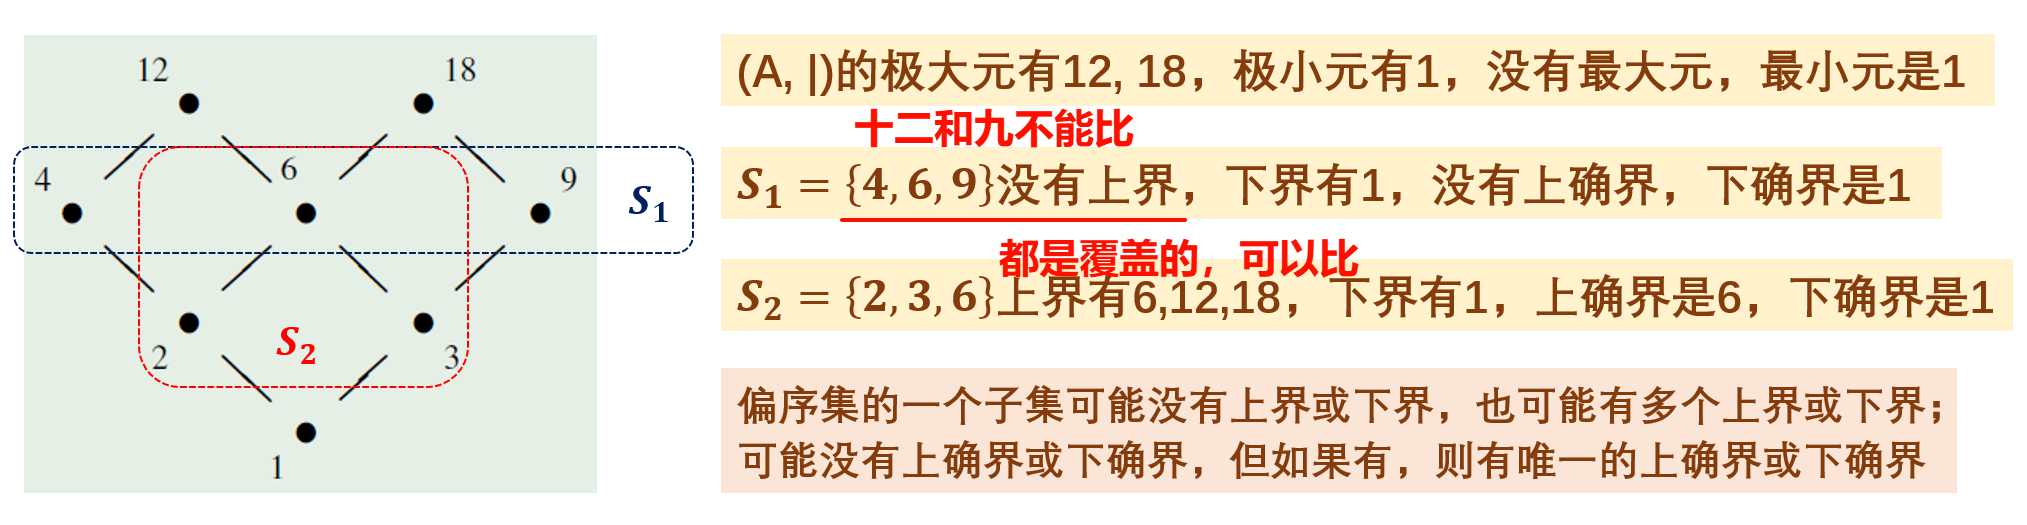 12 18
4 6 9 S₁
2 S₂ 3
1
(A, |)的极大元有12, 18，极小元有1，没有最大元，最小元是1
十二和九不能比
S₁ = {4, 6, 9}没有上界，下界有1，没有上确界，下确界是1
都是覆盖的，可以比
S₂ = {2, 3, 6}上界有6,12,18，下界有1，上确界是6，下确界是1
偏序集的一个子集可能没有上界或下界，也可能有多个上界或下界；
可能没有上确界或下确界，但如果有，则有唯一的上确界或下确界